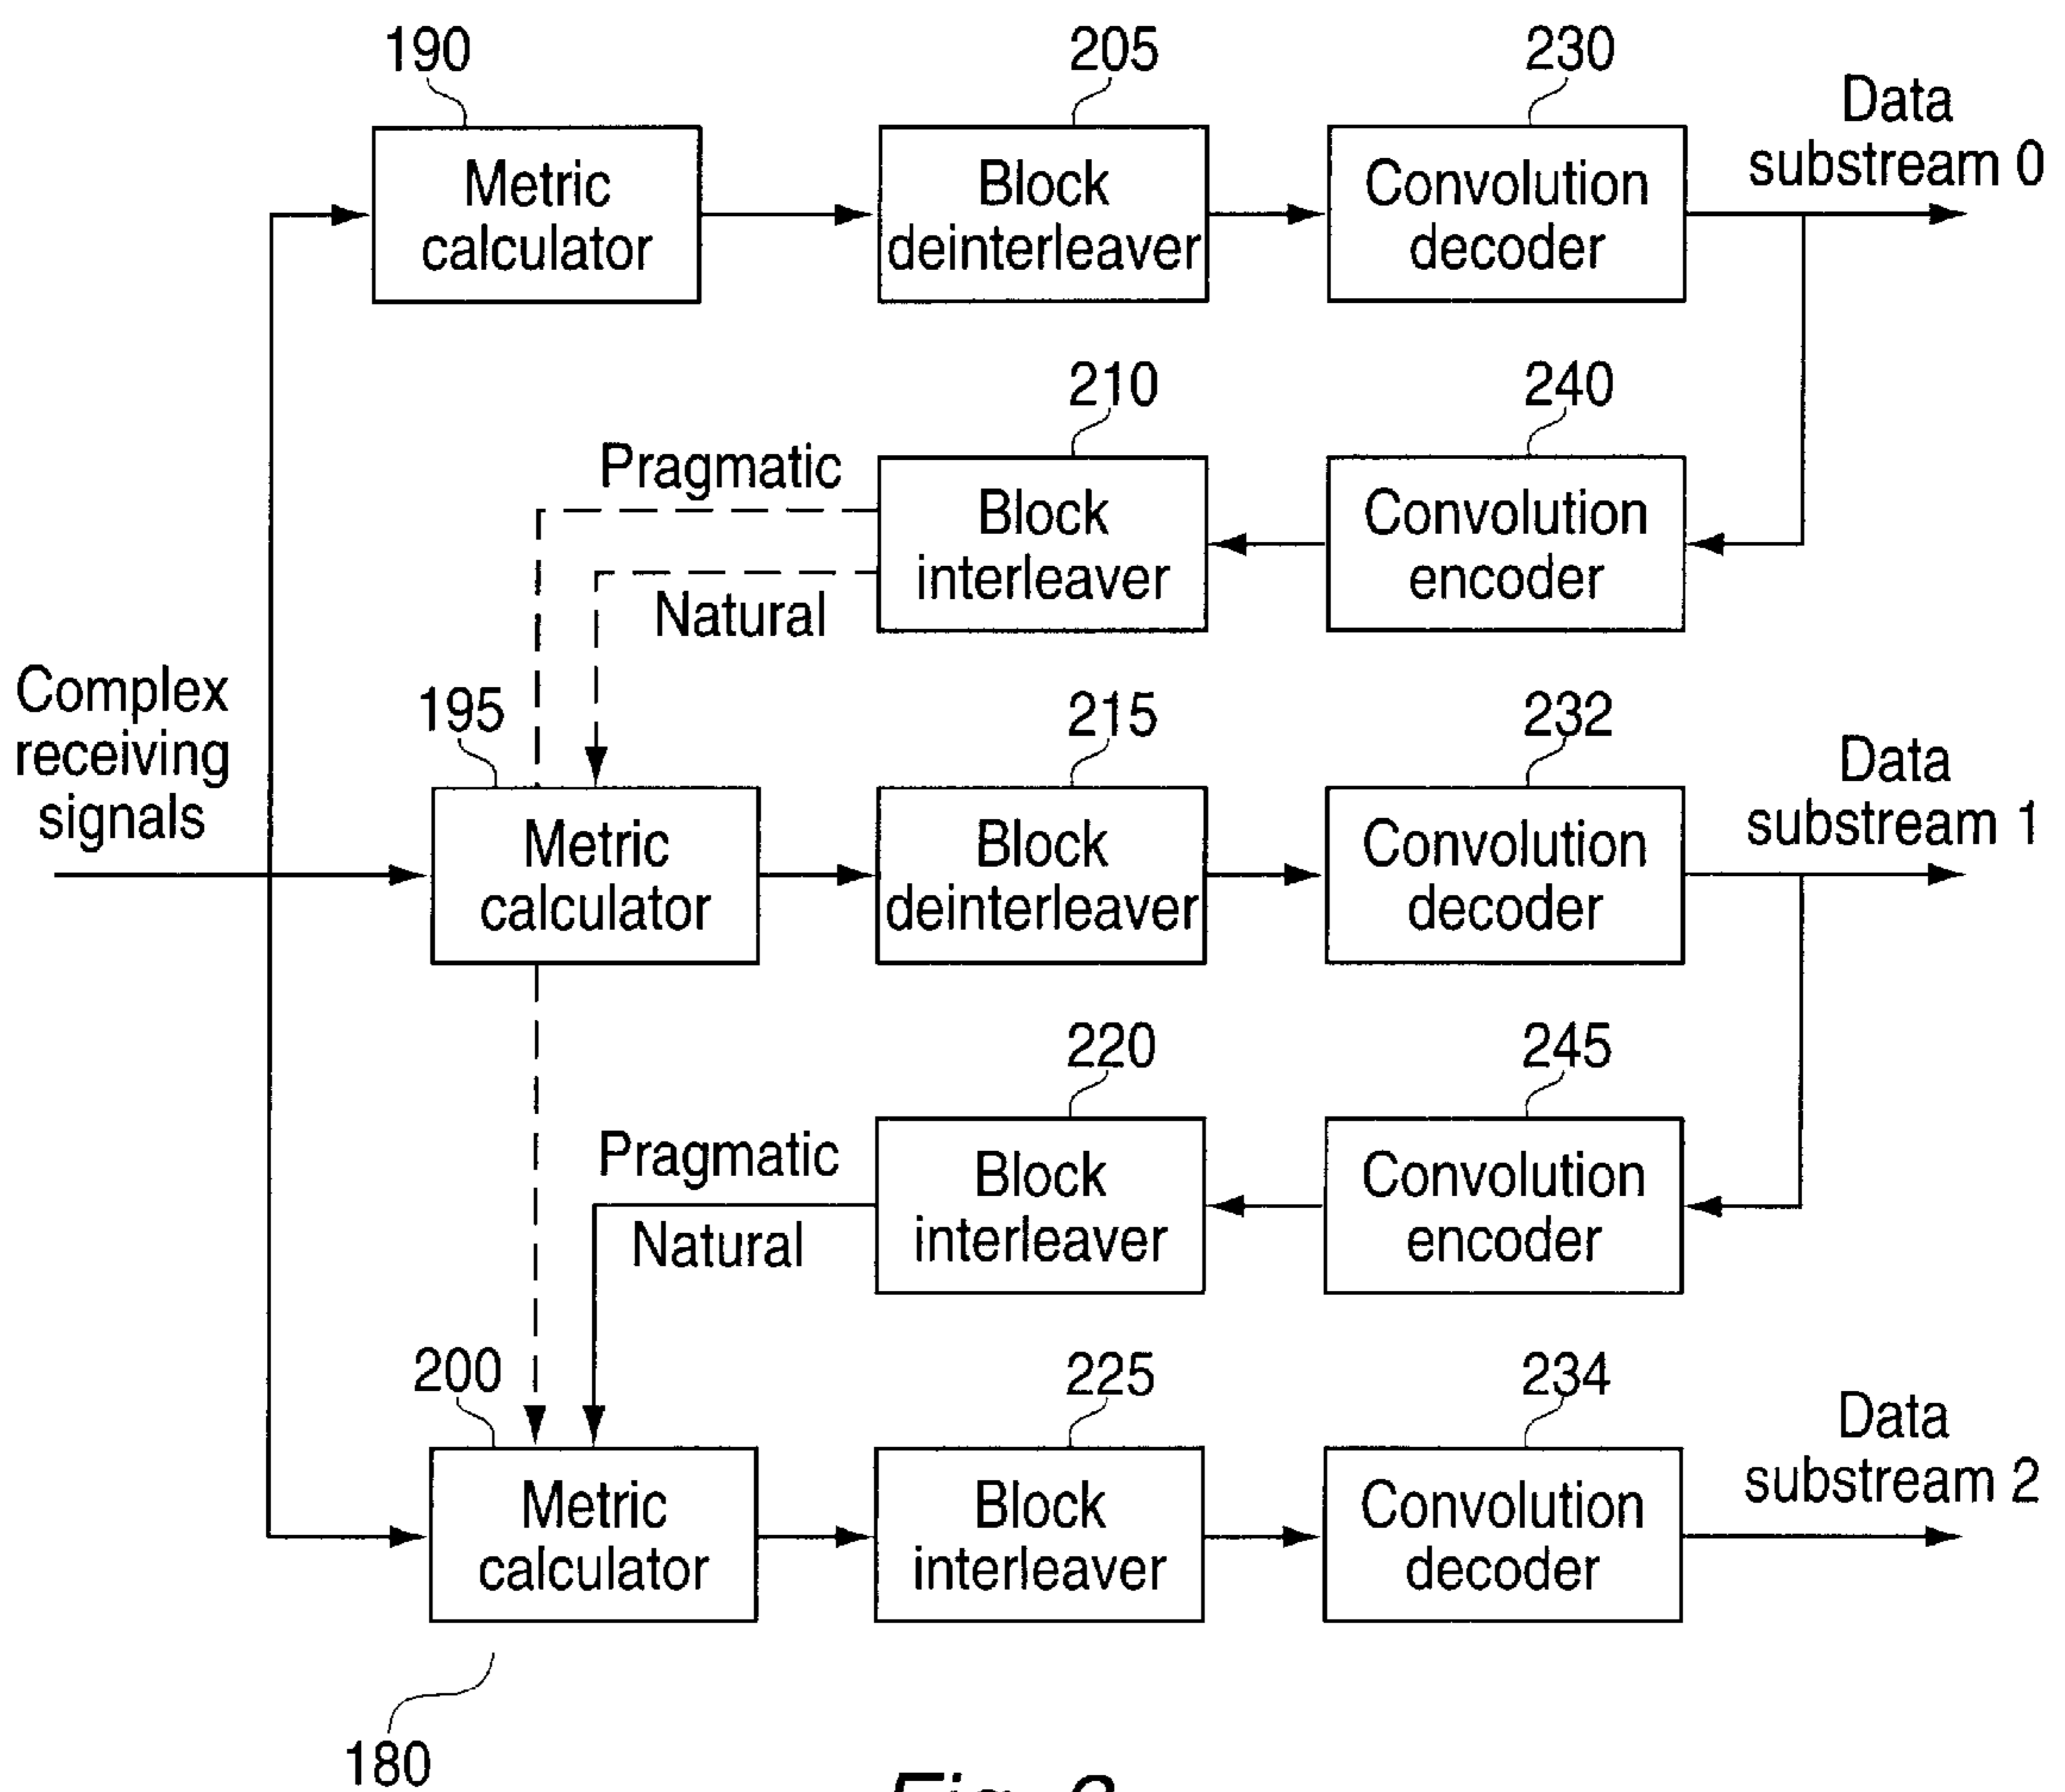 190
205
230
Data
substream 0
Metric
calculator
Block
deinterleaver
Convolution
decoder
210
240
Pragmatic
Block
interleaver
Convolution
encoder
Natural
Complex
receiving
signals
195
215
232
Data
substream 1
Metric
calculator
Block
deinterleaver
Convolution
decoder
220
245
Pragmatic
Natural
Block
interleaver
Convolution
encoder
200
225
234
Data
substream 2
Metric
calculator
Block
interleaver
Convolution
decoder
180